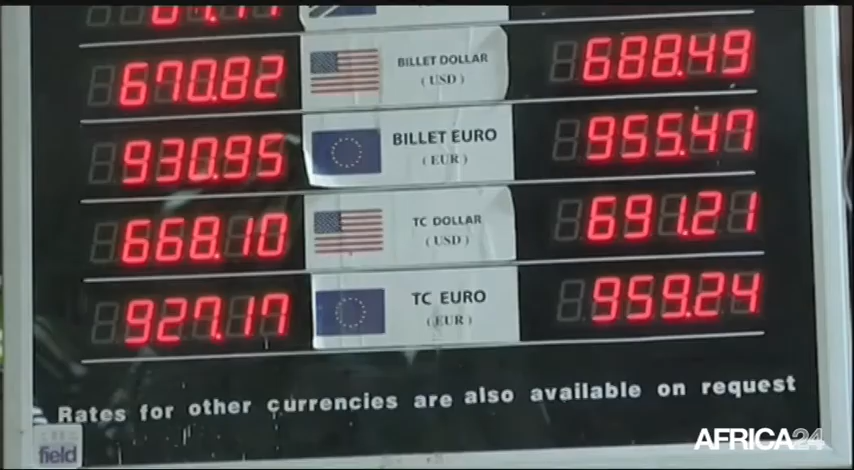 670.82 BILLET DOLLAR 688.49
(USD)
930.95 BILLET EURO 955.47
(EUR)
668.10 TC DOLLAR 691.21
(USD)
927.17 TC EURO 959.24
(EUR)
Rates for other currencies are also available on request
field
AFRICA24